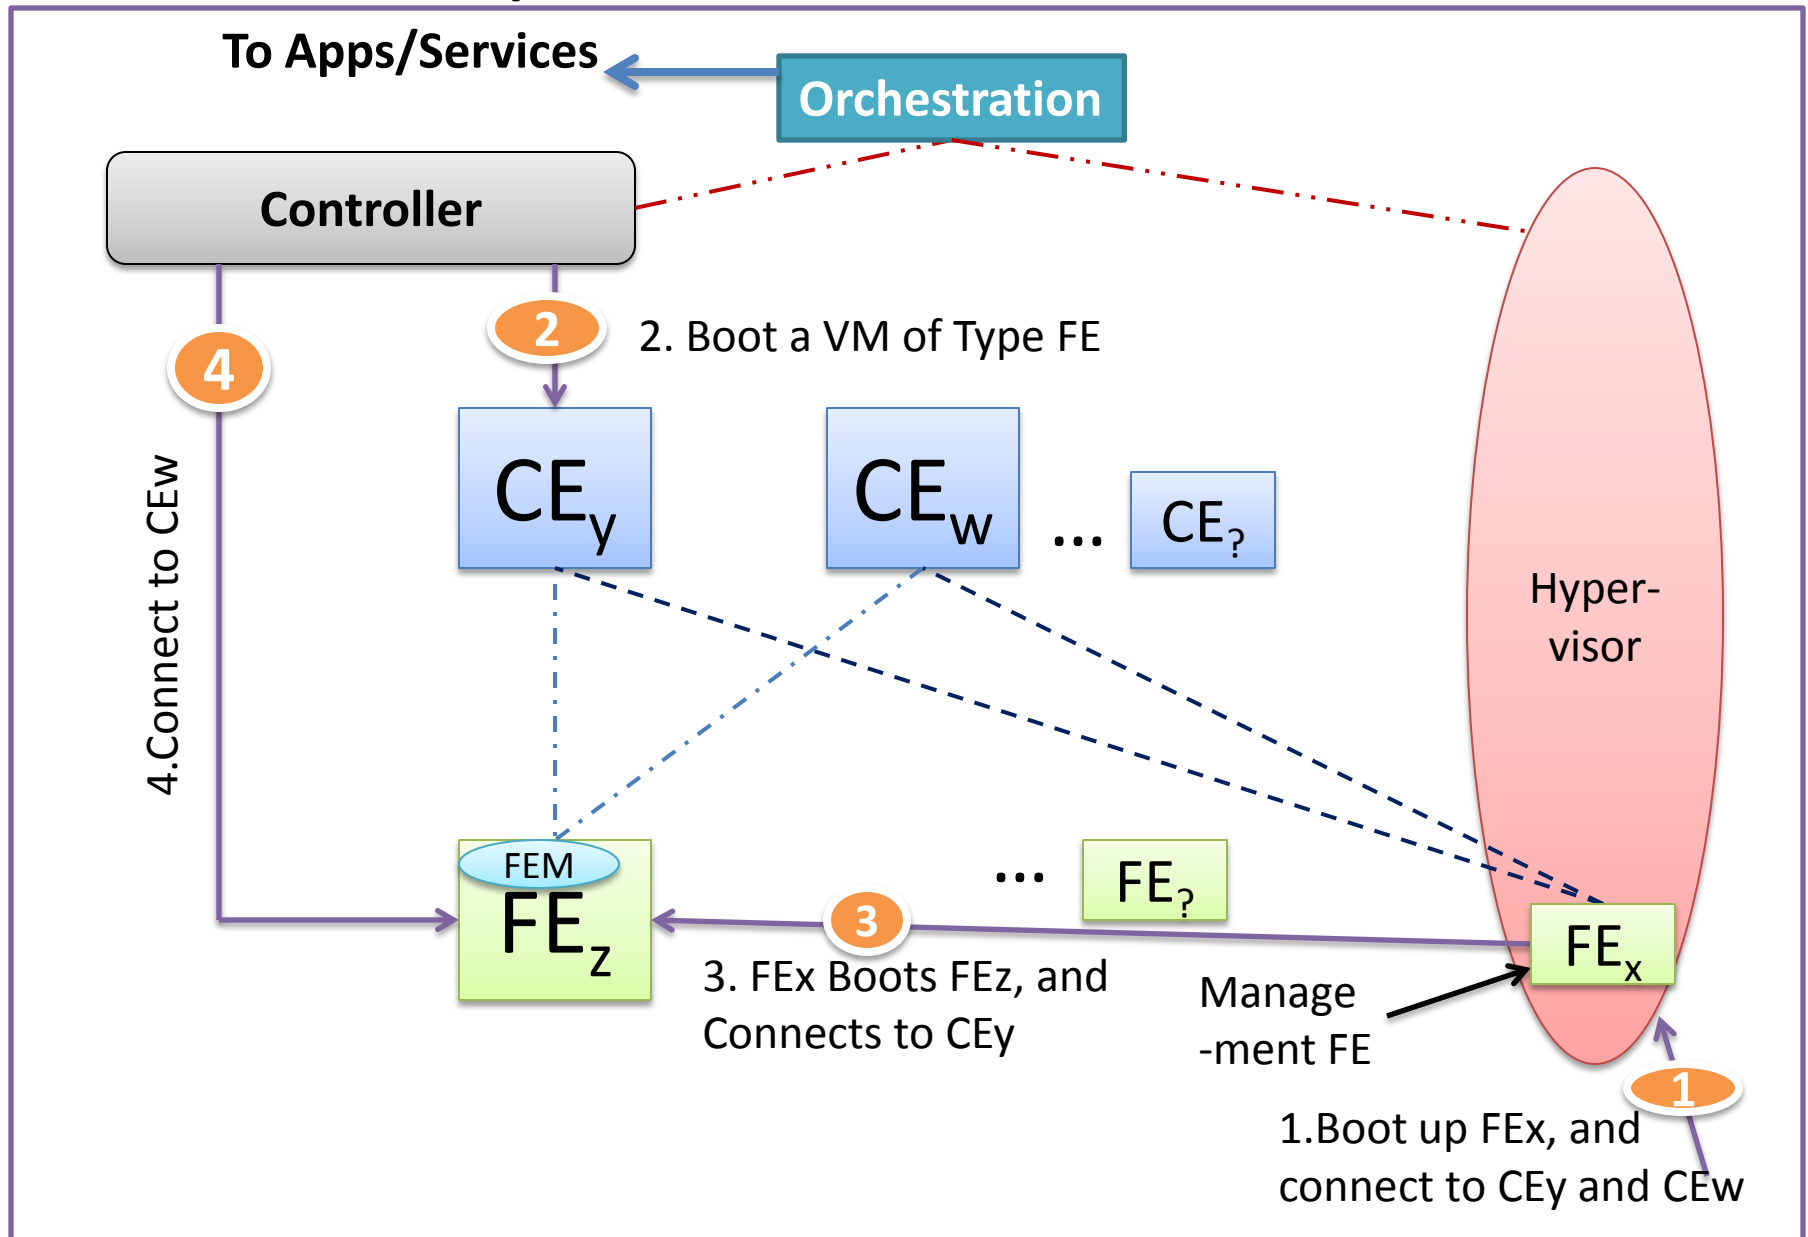 To Apps/Services
Orchestration
Controller
2
2. Boot a VM of Type FE
4
4.Connect to CEw
CEy
CEw
...
CE?
Hyper-
visor
FEM
FEz
...
FE?
3
FEx
3. FEx Boots FEz, and
Connects to CEy
Manage
-ment FE
1
1.Boot up FEx, and
connect to CEy and CEw